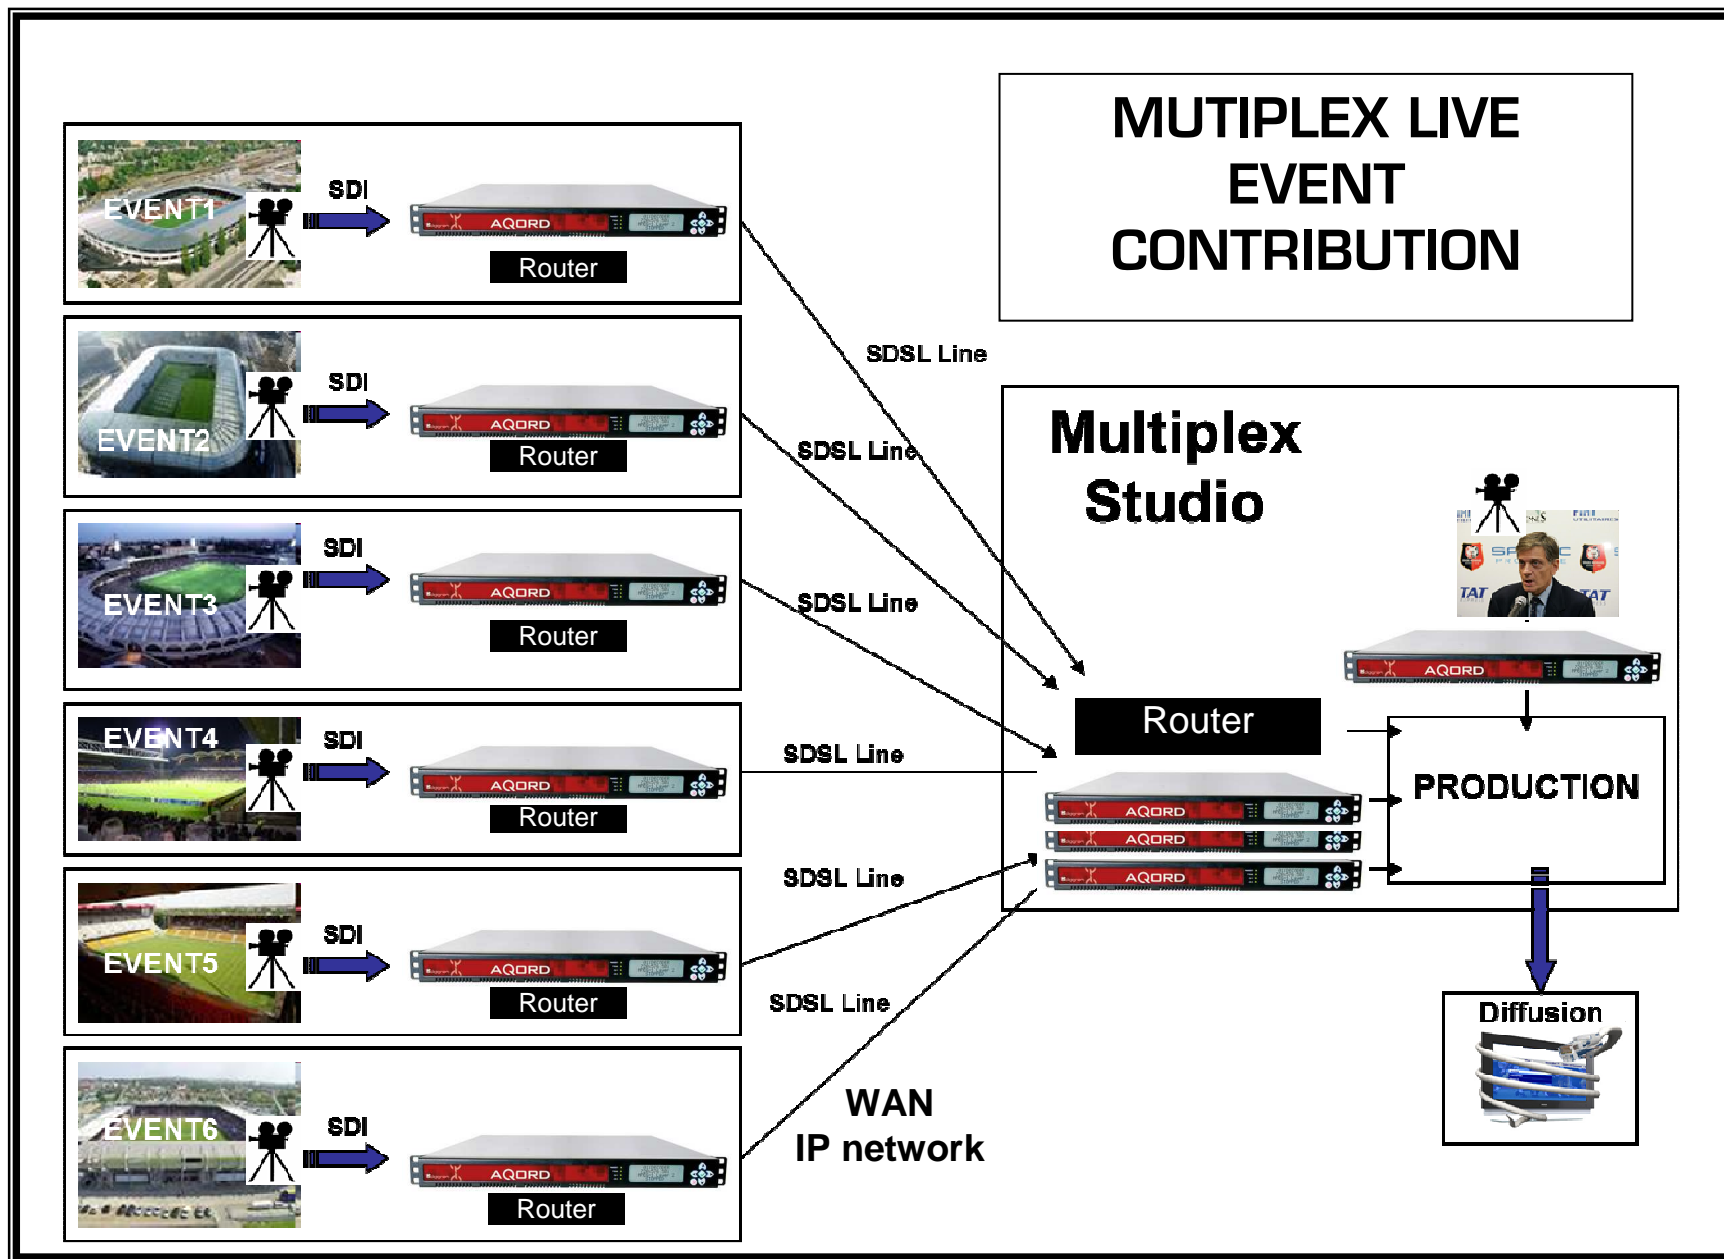 MUTIPLEX LIVE
EVENT
CONTRIBUTION
EVENT1
SDI
AQORD
Router
SDSL Line
EVENT2
SDI
AQORD
Router
SDSL Line
EVENT3
SDI
AQORD
Router
SDSL Line
EVENT4
SDI
AQORD
Router
SDSL Line
EVENT5
SDI
AQORD
Router
SDSL Line
EVENT6
SDI
AQORD
Router
SDSL Line
WAN
IP network
Multiplex
Studio
TAT
TAT
AQORD
Router
AQORD
AQORD
AQORD
PRODUCTION
Diffusion